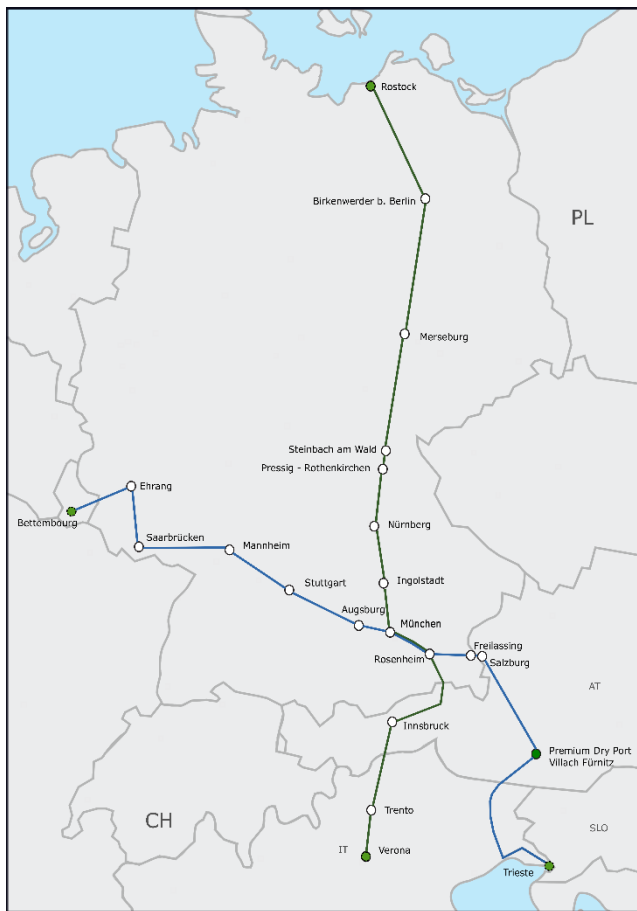 Rostock
Birkenwerder b. Berlin
PL
Merseburg
Steinbach am Wald
Pressig - Rothenkirchen
Ehrang
Bettembourg
Nürnberg
Saarbrücken
Mannheim
Ingolstadt
Stuttgart
Augsburg
München
Freilassing
Rosenheim
Salzburg
AT
Innsbruck
Premium Dry Port
Villach Fürnitz
Trento
CH
SLO
IT
Verona
Trieste